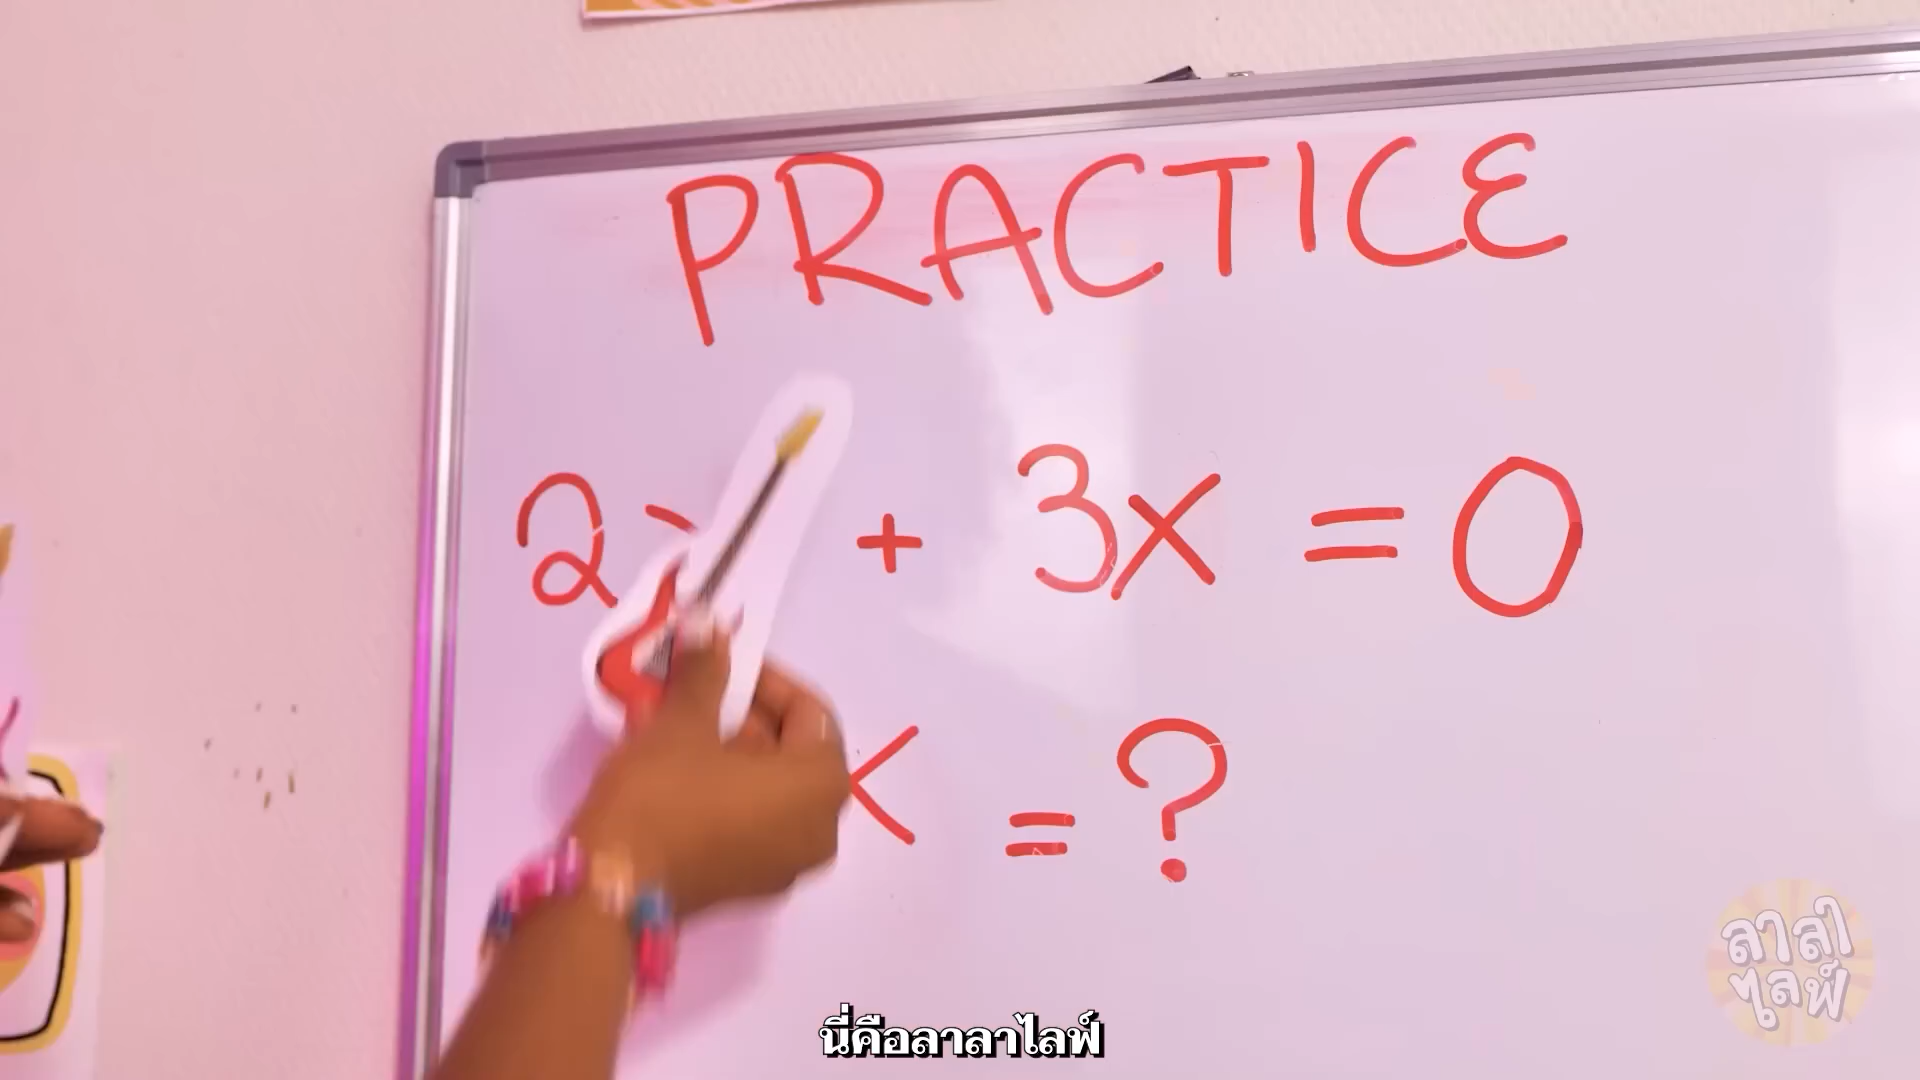 PRACTICE
2x + 3x = 0
x = ?
ลาลา
ไลฟ์
นี่คือลาลาไลฟ์